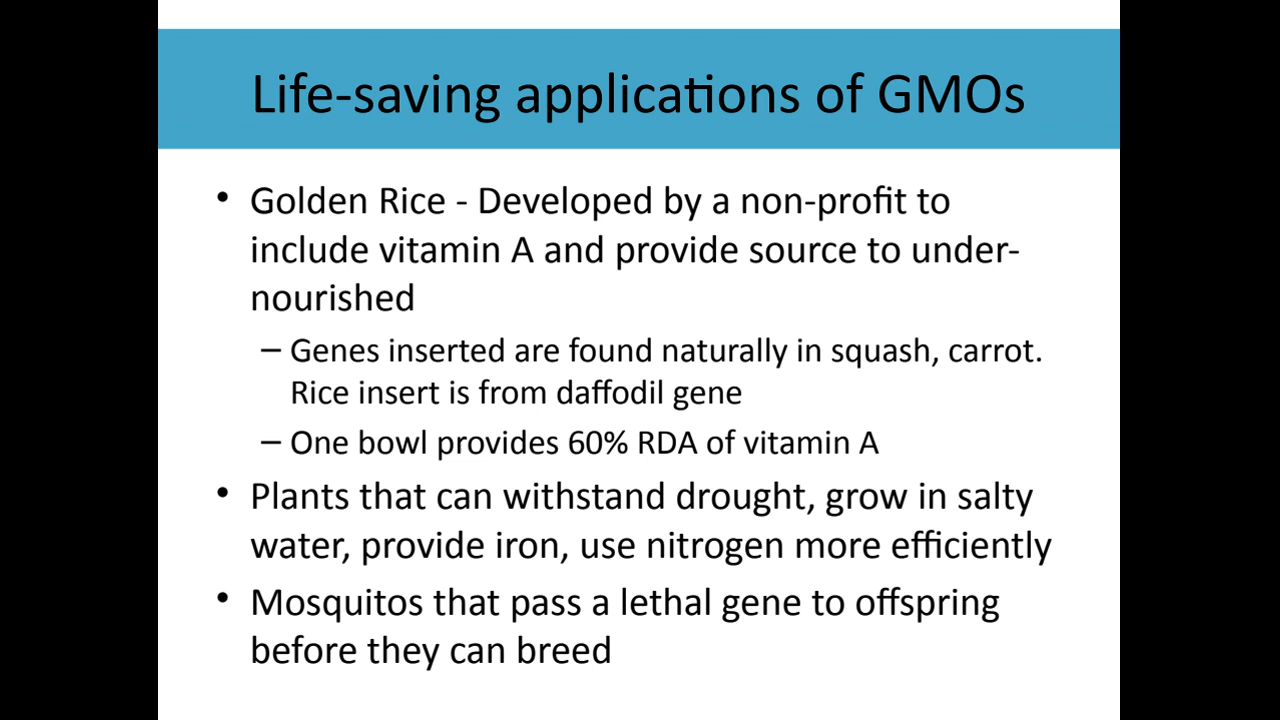 Life-saving applications of GMOs
• Golden Rice - Developed by a non-profit to
include vitamin A and provide source to under-
nourished
– Genes inserted are found naturally in squash, carrot.
Rice insert is from daffodil gene
– One bowl provides 60% RDA of vitamin A
• Plants that can withstand drought, grow in salty
water, provide iron, use nitrogen more efficiently
• Mosquitos that pass a lethal gene to offspring
before they can breed